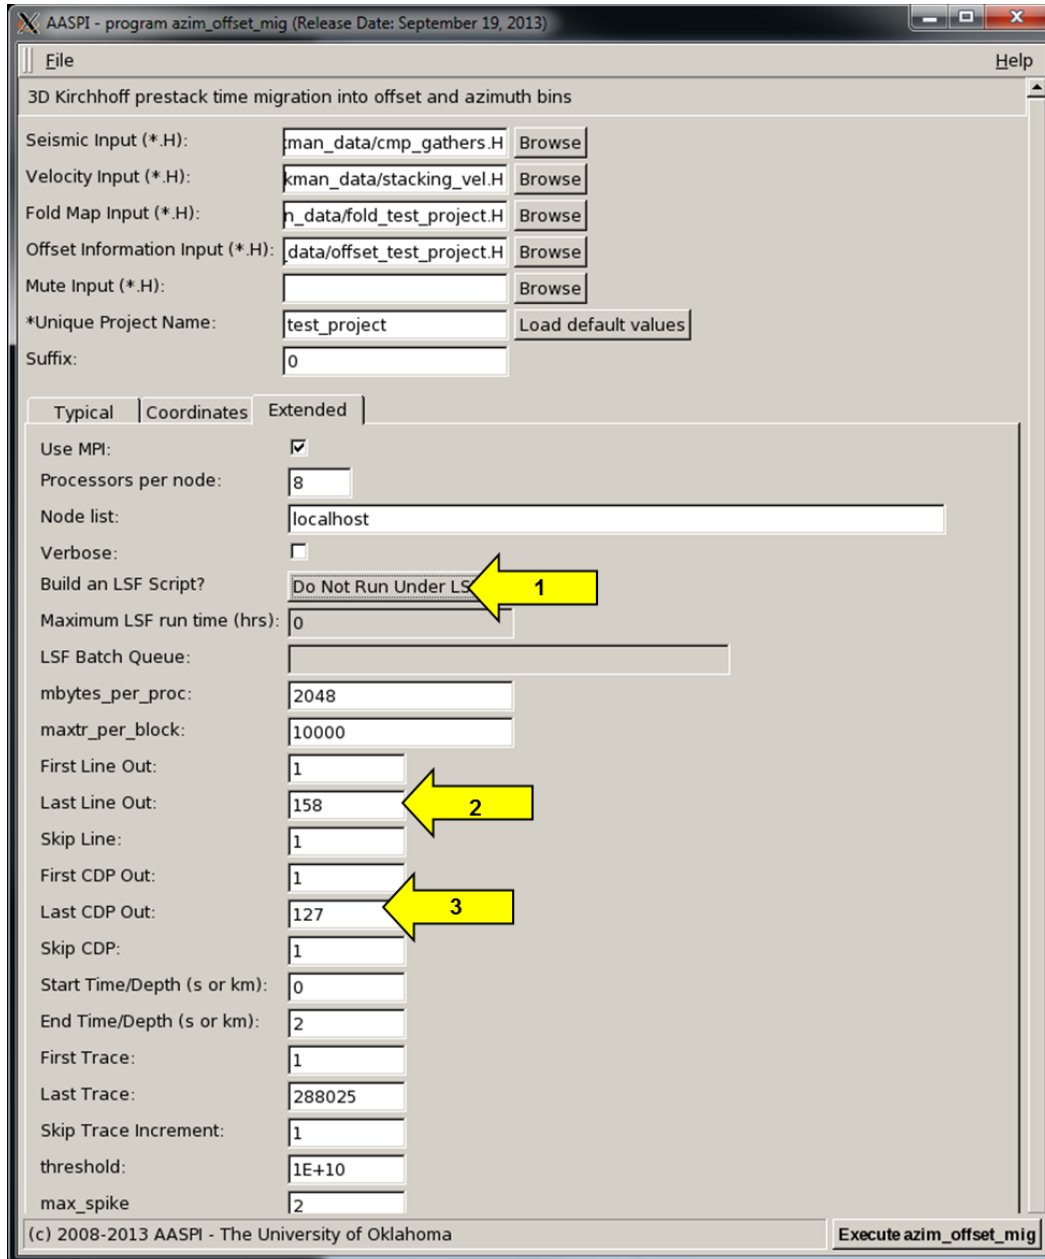 AASPI - program azim_offset_mig (Release Date: September 19, 2013)
File Help
3D Kirchhoff prestack time migration into offset and azimuth bins
Seismic Input (*.H): :man_data/cmp_gathers.H Browse
Velocity Input (*.H): kman_data/stacking_vel.H Browse
Fold Map Input (*.H): n_data/fold_test_project.H Browse
Offset Information Input (*.H): _data/offset_test_project.H Browse
Mute Input (*.H): Browse
*Unique Project Name: test_project Load default values
Suffix: 0
Typical Coordinates Extended
Use MPI:
Processors per node: 8
Node list: localhost
Verbose:
Build an LSF Script? Do Not Run Under LS 1
Maximum LSF run time (hrs): 0
LSF Batch Queue:
mbytes_per_proc: 2048
maxtr_per_block: 10000
First Line Out: 1
Last Line Out: 158 2
Skip Line: 1
First CDP Out: 1
Last CDP Out: 127 3
Skip CDP: 1
Start Time/Depth (s or km): 0
End Time/Depth (s or km): 2
First Trace: 1
Last Trace: 288025
Skip Trace Increment: 1
threshold: 1E+10
max_spike 2
(c) 2008-2013 AASPI - The University of Oklahoma Execute azim_offset_mig